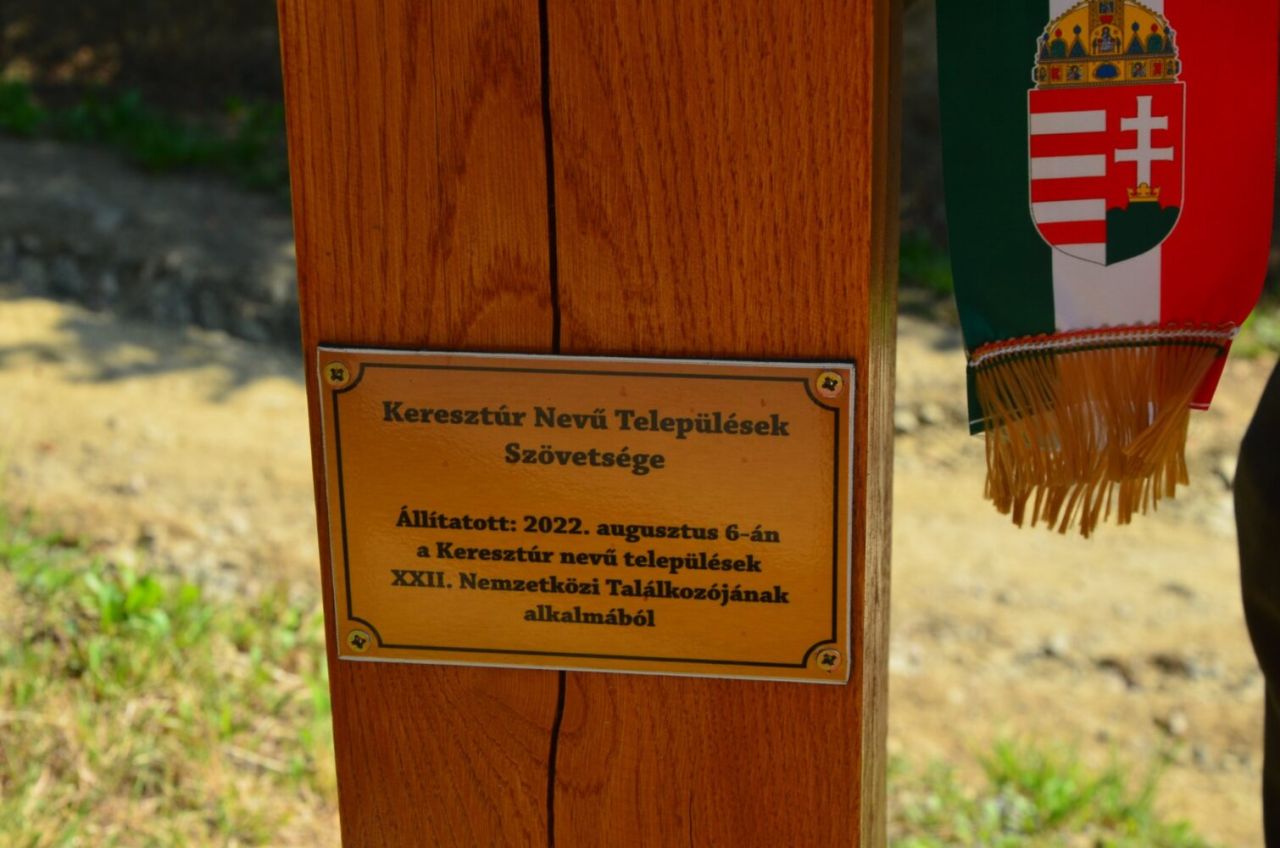 Keresztúr Nevű Települések
Szövetsége
Állítatott: 2022. augusztus 6-án
a Keresztúr nevű települések
XXII. Nemzetközi Találkozójának
alkalmából